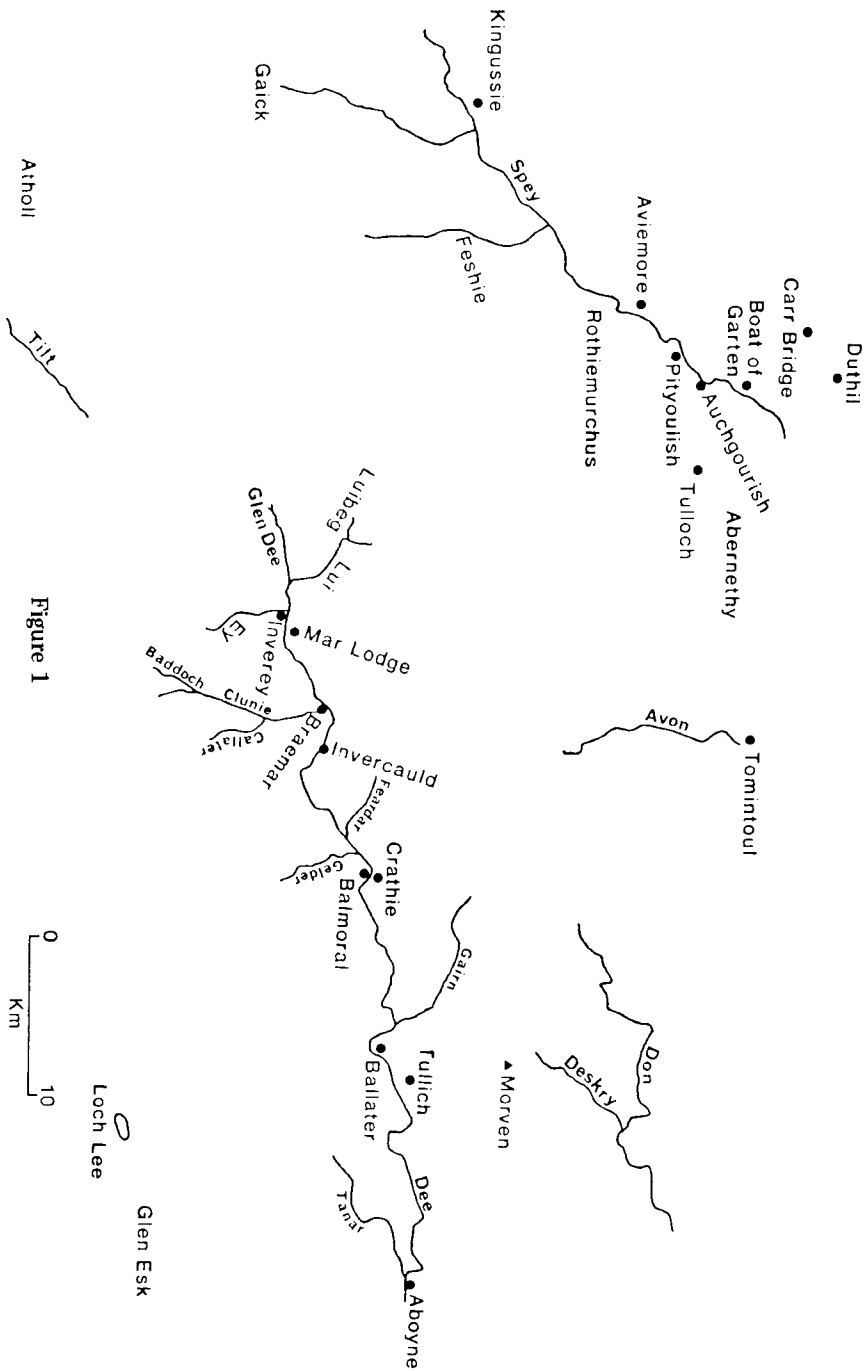 Duthil
Carr Bridge
Boat of
Garten
Auchgourish
Abernethy
Tulloch
Pityoulish
Aviemore
Rothiemurchus
Kingussie
Spey
Feshie
Gaick
Atholl
Tilt
Tomintoul
Avon
Don
Deskry
Morven
Luibeg
Lui
Glen Dee
Ey
Inverey
Mar Lodge
Baddoch
Clunie
Callater
Braemar
Invercauld
Feardar
Gelder
Crathie
Balmoral
Gairn
Tullich
Ballater
Dee
Tanar
Aboyne
Loch Lee
Glen Esk
0 10
Km
Figure 1